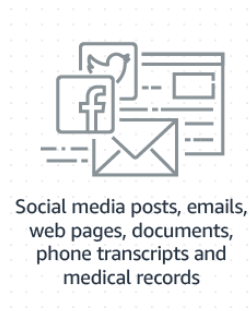 Social media posts, emails,
web pages, documents,
phone transcripts and
medical records